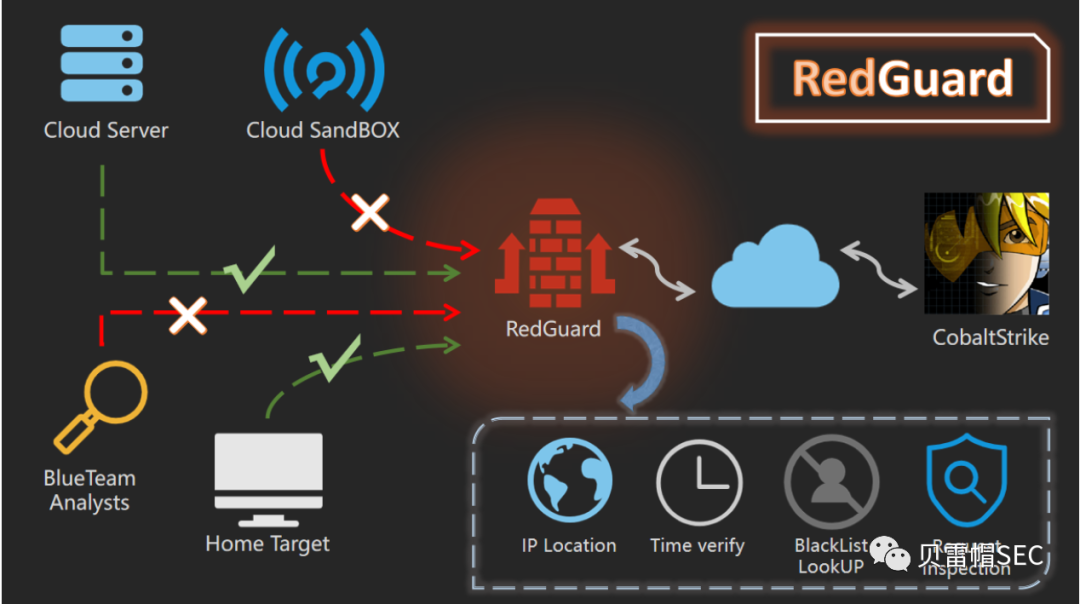 RedGuard
Cloud Server
Cloud SandBOX
RedGuard
CobaltStrike
BlueTeam
Analysts
Home Target
IP Location
Time verify
BlackList
LookUP
Request
Inspection
贝雷帽SEC